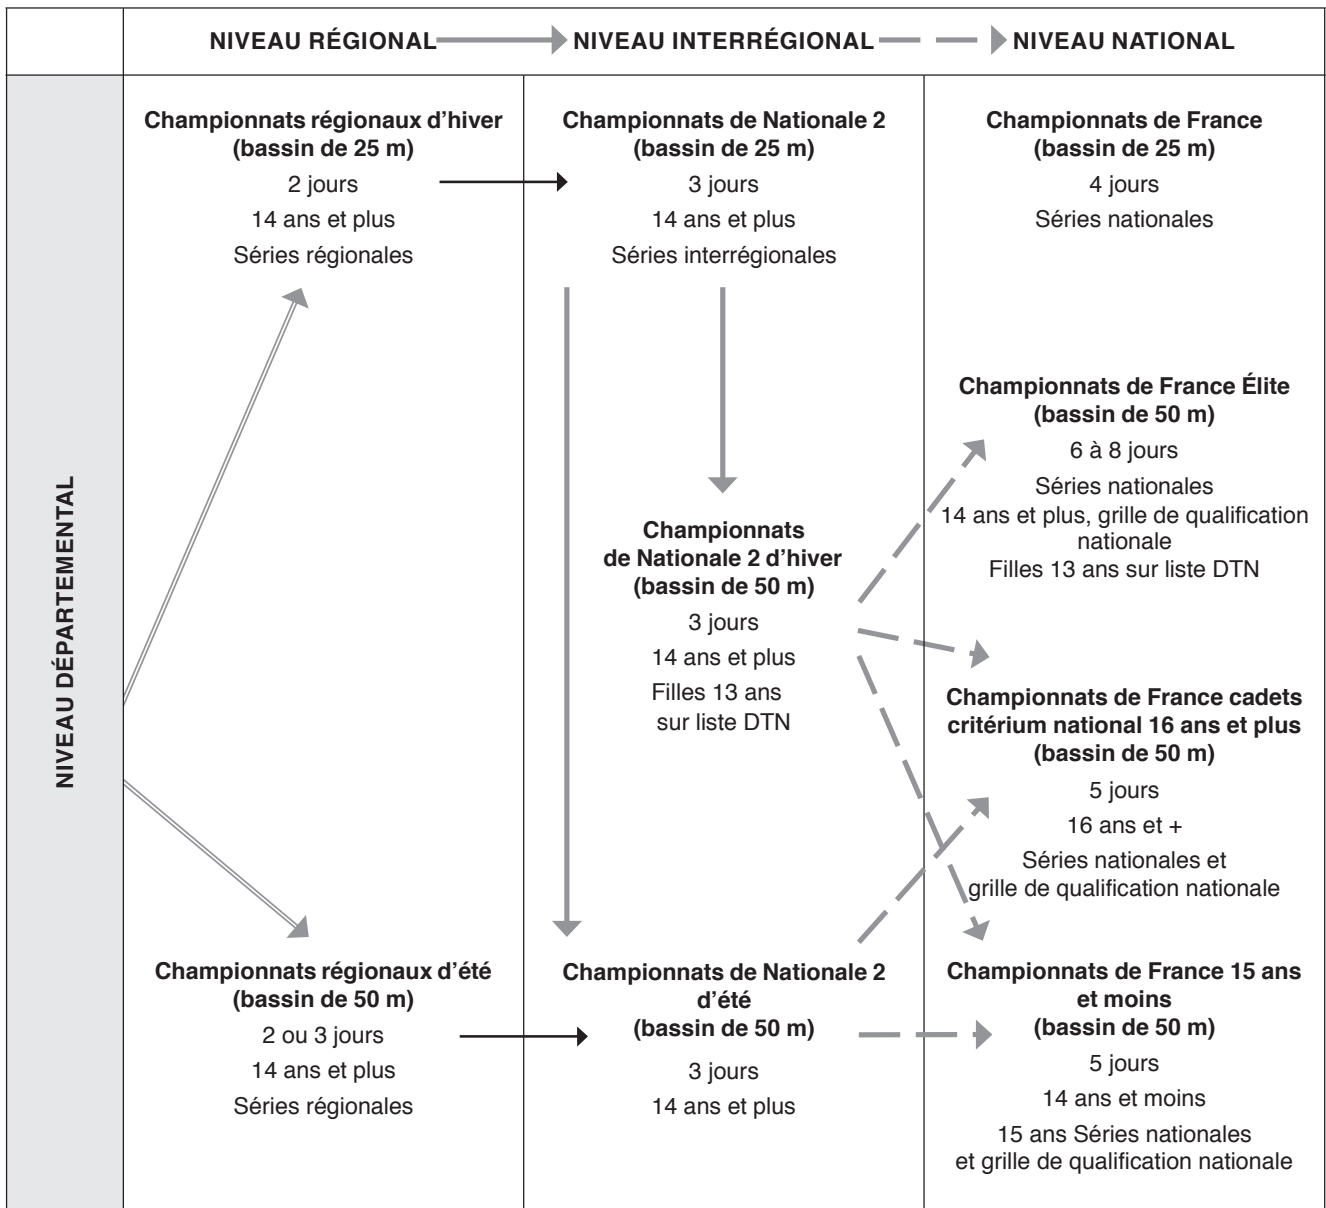 NIVEAU RÉGIONAL NIVEAU INTERRÉGIONAL NIVEAU NATIONAL
NIVEAU DÉPARTEMENTAL
Championnats régionaux d’hiver
(bassin de 25 m)
2 jours
14 ans et plus
Séries régionales
Championnats régionaux d’été
(bassin de 50 m)
2 ou 3 jours
14 ans et plus
Séries régionales
Championnats de Nationale 2
(bassin de 25 m)
3 jours
14 ans et plus
Séries interrégionales
Championnats
de Nationale 2 d’hiver
(bassin de 50 m)
3 jours
14 ans et plus
Filles 13 ans
sur liste DTN
Championnats de Nationale 2
d’été
(bassin de 50 m)
3 jours
14 ans et plus
Championnats de France
(bassin de 25 m)
4 jours
Séries nationales
Championnats de France Élite
(bassin de 50 m)
6 à 8 jours
Séries nationales
14 ans et plus, grille de qualification
nationale
Filles 13 ans sur liste DTN
Championnats de France cadets
critérium national 16 ans et plus
(bassin de 50 m)
5 jours
16 ans et +
Séries nationales et
grille de qualification nationale
Championnats de France 15 ans
et moins
(bassin de 50 m)
5 jours
14 ans et moins
15 ans Séries nationales
et grille de qualification nationale